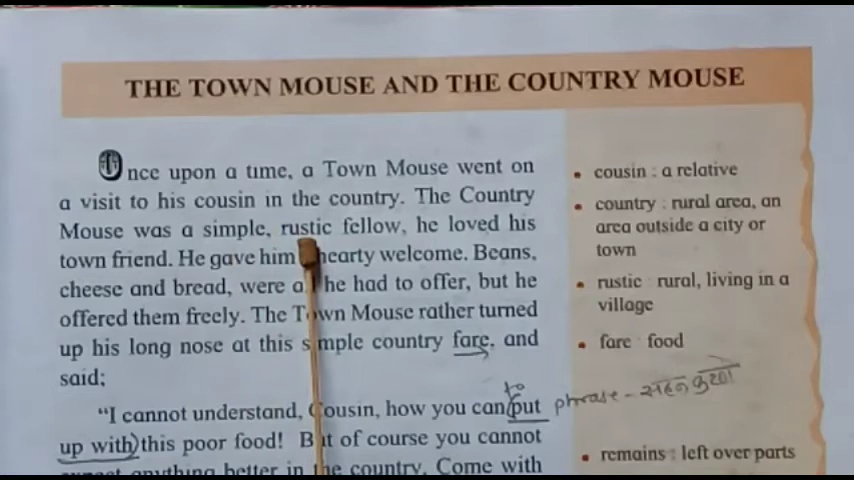 THE TOWN MOUSE AND THE COUNTRY MOUSE
Once upon a time, a Town Mouse went on
a visit to his cousin in the country. The Country
Mouse was a simple, rustic fellow, he loved his
town friend. He gave him hearty welcome. Beans,
cheese and bread, were all he had to offer, but he
offered them freely. The Town Mouse rather turned
up his long nose at this simple country fare, and
said;
to
"I cannot understand, Cousin, how you can (put
up with) this poor food! But of course you cannot
expect anything better in the country. Come with
cousin : a relative
country : rural area, an
area outside a city or
town
rustic : rural, living in a
village
fare : food
phrase - सहन करणे
remains : left over parts